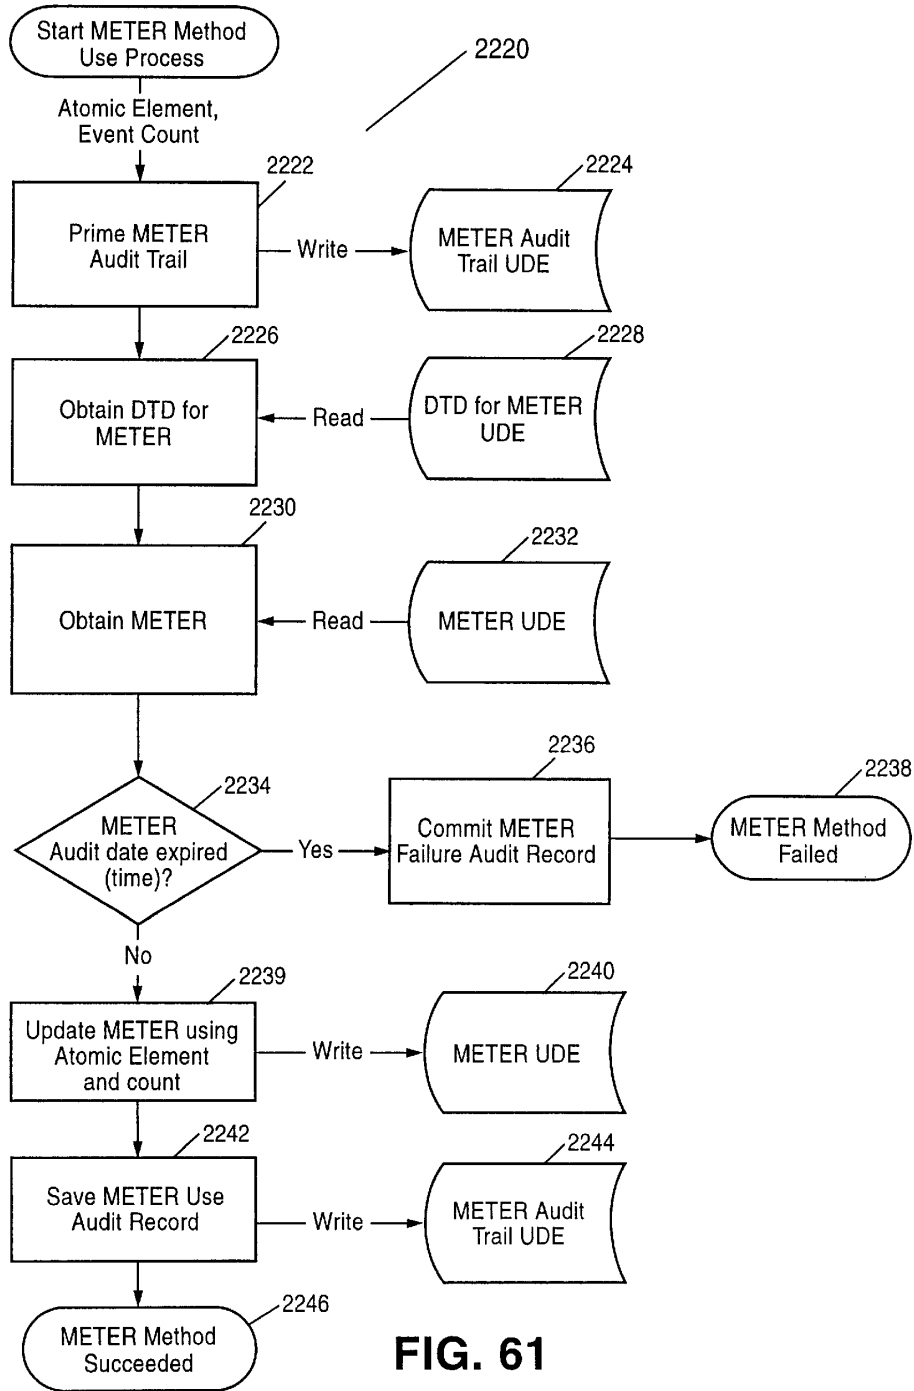 Start METER Method
Use Process
2220
Atomic Element,
Event Count
2222
2224
Prime METER
Audit Trail
Write
METER Audit
Trail UDE
2226
2228
Obtain DTD for
METER
Read
DTD for METER
UDE
2230
2232
Obtain METER
Read
METER UDE
2234
2236
2238
METER
Audit date expired
(time)?
Yes
Commit METER
Failure Audit Record
METER Method
Failed
No
2239
2240
Update METER using
Atomic Element
and count
Write
METER UDE
2242
2244
Save METER Use
Audit Record
Write
METER Audit
Trail UDE
2246
METER Method
Succeeded
FIG. 61